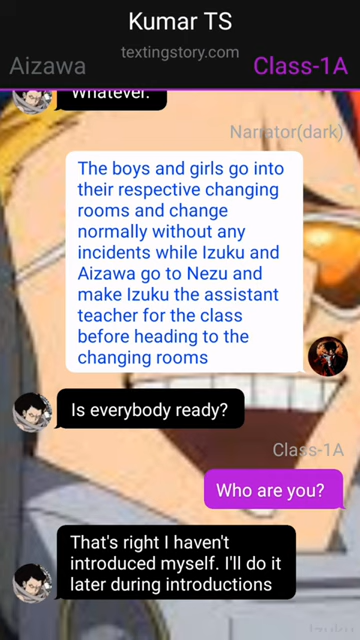 Kumar TS
textingstory.com
Aizawa
Class-1A
Whatever.
Narrator(dark)
The boys and girls go into
their respective changing
rooms and change
normally without any
incidents while Izuku and
Aizawa go to Nezu and
make Izuku the assistant
teacher for the class
before heading to the
changing rooms
Is everybody ready?
Class-1A
Who are you?
That's right I haven't
introduced myself. I'll do it
later during introductions
Izuku